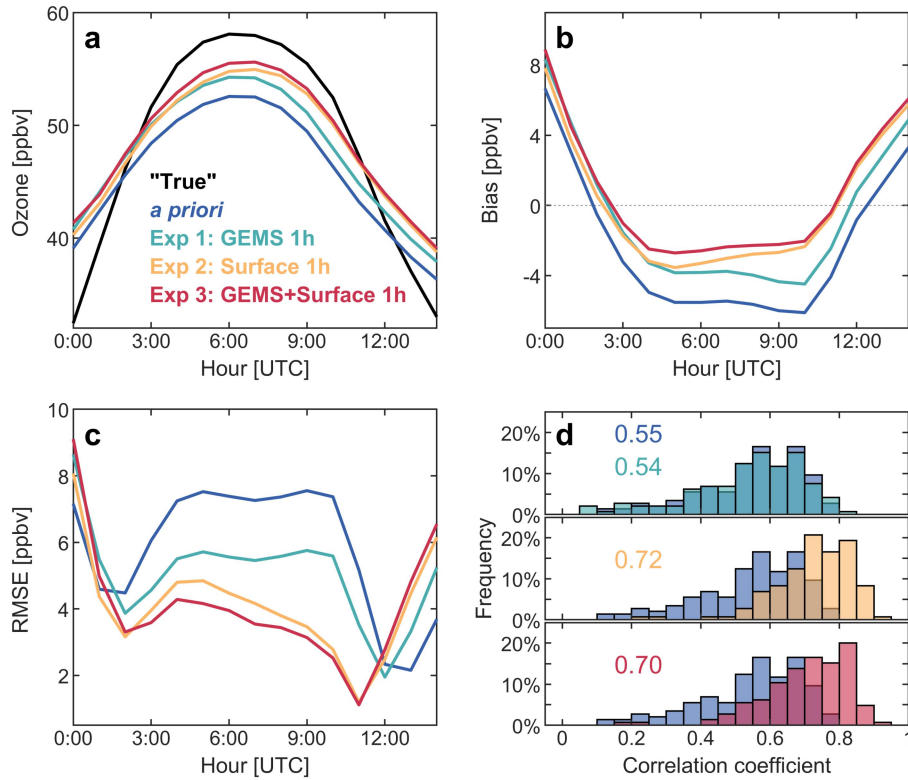 a
60
50
40
Ozone [ppbv]
"True"
a priori
Exp 1: GEMS 1h
Exp 2: Surface 1h
Exp 3: GEMS+Surface 1h
0:00 3:00 6:00 9:00 12:00
Hour [UTC]
b
8
4
0
-4
Bias [ppbv]
0:00 3:00 6:00 9:00 12:00
Hour [UTC]
c
10
8
6
4
2
RMSE [ppbv]
0:00 3:00 6:00 9:00 12:00
Hour [UTC]
d
0.55
0.54
20%
10%
0%
0.72
20%
10%
0%
0.70
20%
10%
0%
Frequency
0 0.2 0.4 0.6 0.8 1
Correlation coefficient